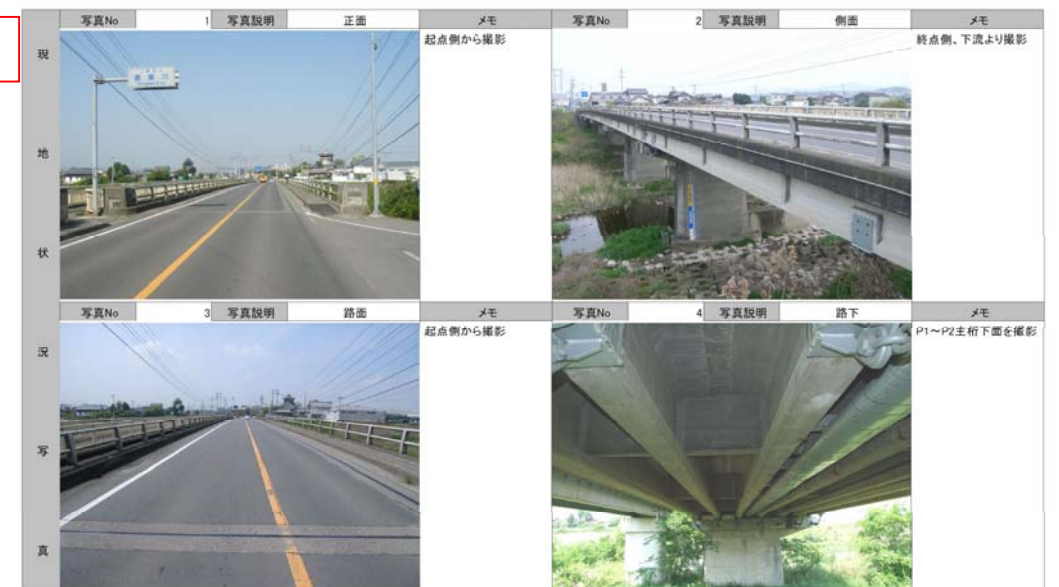 写真No 1 写真説明 正面 メモ
写真No 2 写真説明 側面 メモ
起点側から撮影
終点側、下流より撮影
現地状況写真
写真No 3 写真説明 路面 メモ
写真No 4 写真説明 路下 メモ
起点側から撮影
P1~P2主桁下面を撮影